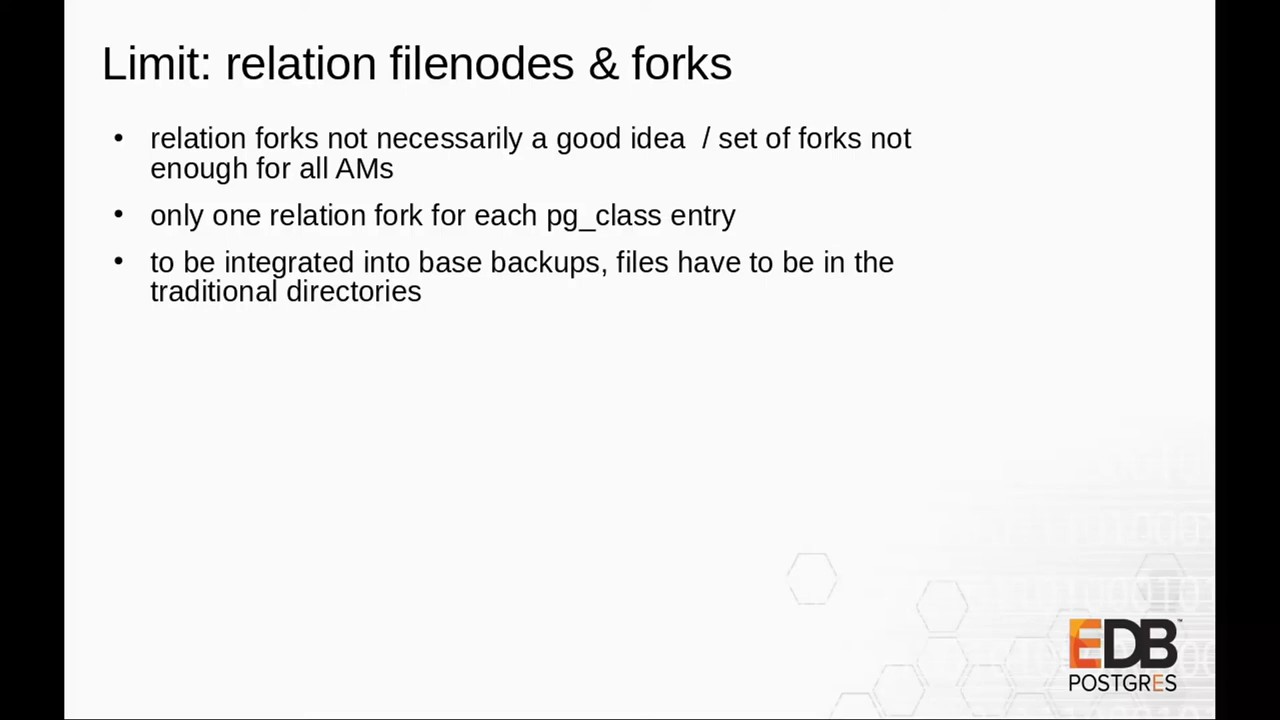 Limit: relation filenodes & forks
• relation forks not necessarily a good idea / set of forks not
enough for all AMs
• only one relation fork for each pg_class entry
• to be integrated into base backups, files have to be in the
traditional directories
EDB™
POSTGRES